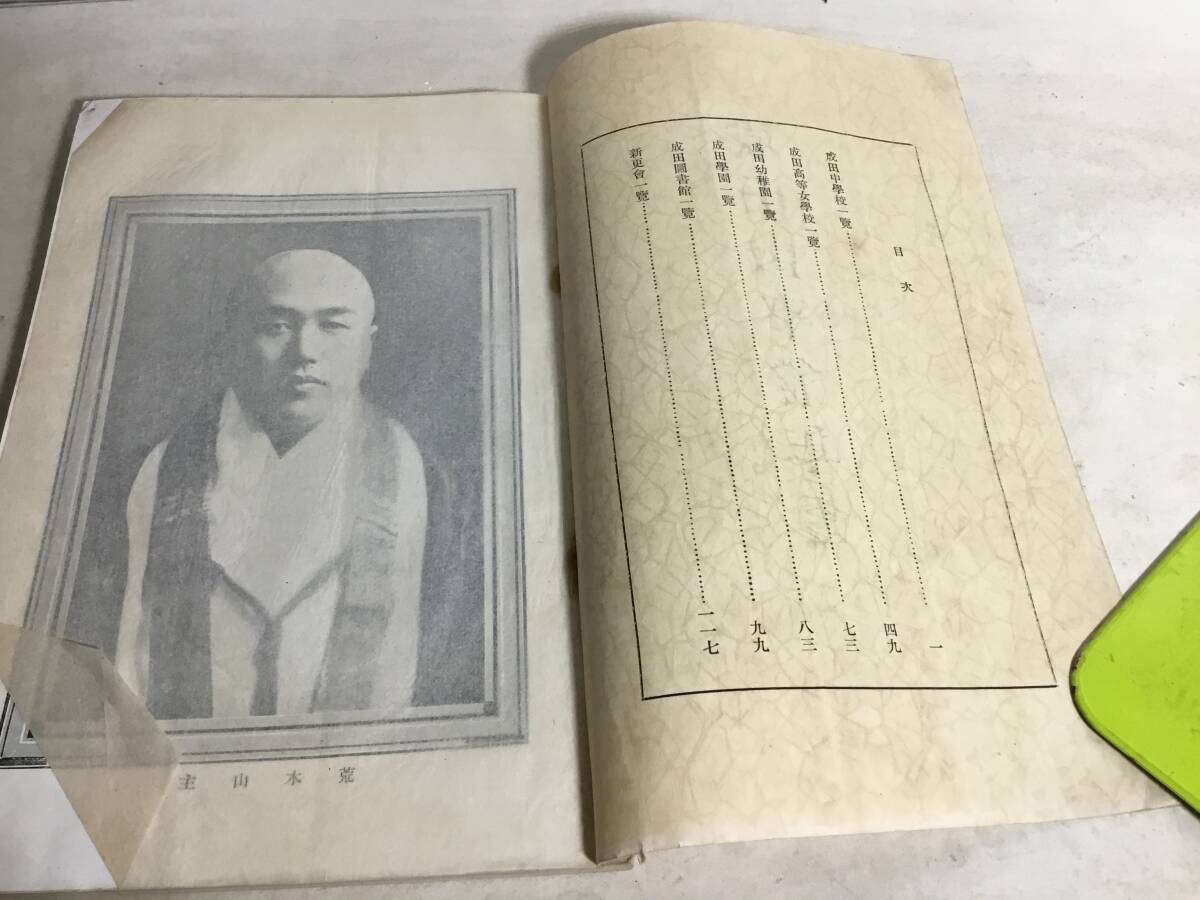 目次
成田中學校一覽……一
成田高等女學校一覽……四九
成田幼稚園一覽……七三
成田學園一覽……八三
成田圖書館一覽……九九
新更會一覽……一一七
荒木山主